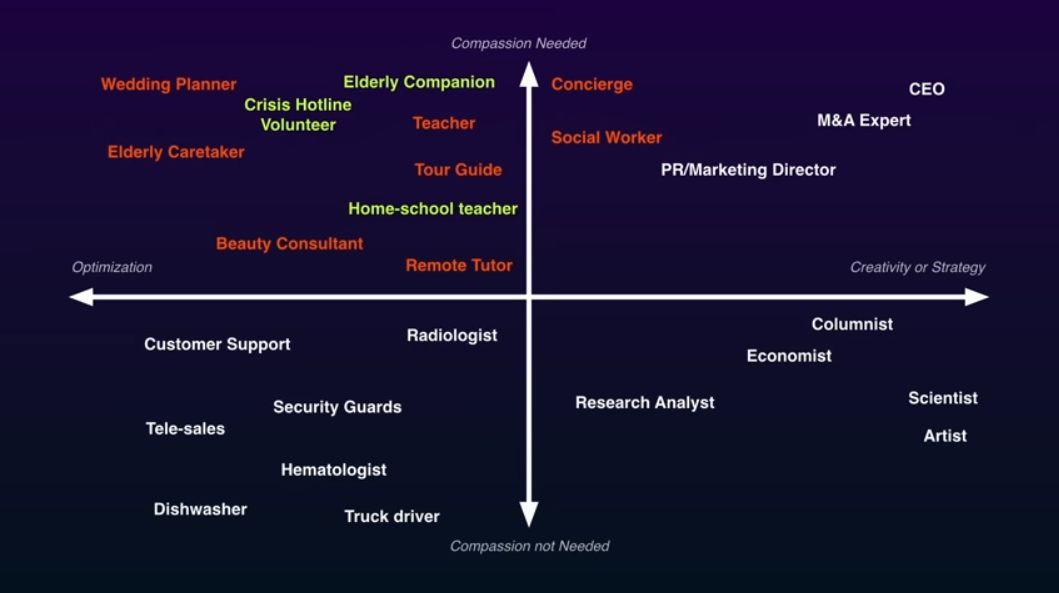 Compassion Needed
Wedding Planner
Elderly Companion
Concierge
CEO
Crisis Hotline
Volunteer
Teacher
M&A Expert
Social Worker
Elderly Caretaker
Tour Guide
PR/Marketing Director
Home-school teacher
Beauty Consultant
Remote Tutor
Optimization
Creativity or Strategy
Columnist
Radiologist
Customer Support
Economist
Security Guards
Research Analyst
Scientist
Tele-sales
Artist
Hematologist
Dishwasher
Truck driver
Compassion not Needed